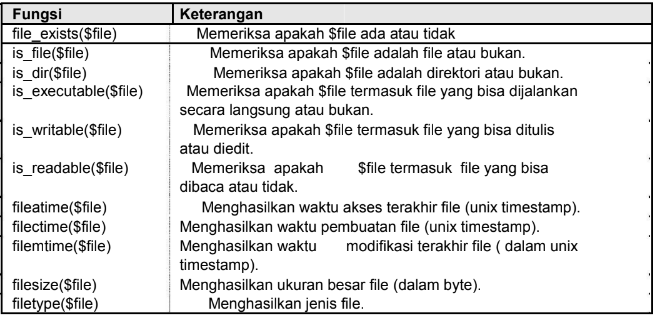 Fungsi Keterangan
file_exists($file) Memeriksa apakah $file ada atau tidak
is_file($file) Memeriksa apakah $file adalah file atau bukan.
is_dir($file) Memeriksa apakah $file adalah direktori atau bukan.
is_executable($file) Memeriksa apakah $file termasuk file yang bisa dijalankan
secara langsung atau bukan.
is_writable($file) Memeriksa apakah $file termasuk file yang bisa ditulis
atau diedit.
is_readable($file) Memeriksa apakah $file termasuk file yang bisa
dibaca atau tidak.
fileatime($file) Menghasilkan waktu akses terakhir file (unix timestamp).
filectime($file) Menghasilkan waktu pembuatan file (unix timestamp).
filemtime($file) Menghasilkan waktu modifikasi terakhir file ( dalam unix
timestamp).
filesize($file) Menghasilkan ukuran besar file (dalam byte).
filetype($file) Menghasilkan jenis file.